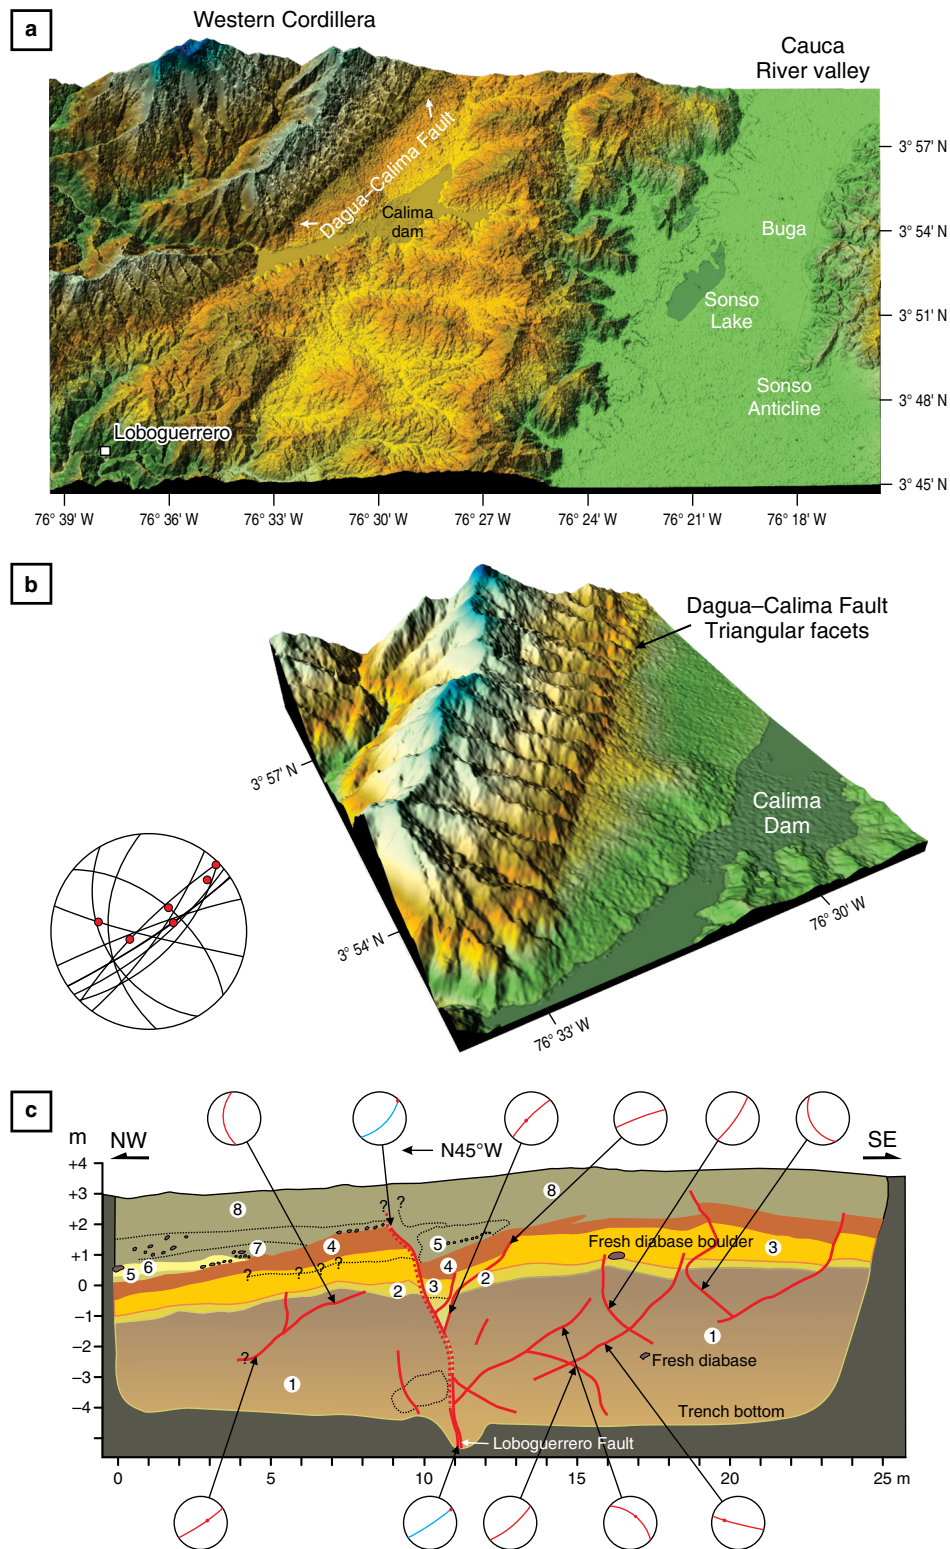 a
Western Cordillera
Cauca
River valley
Dagua–Calima Fault
Calima
dam
Buga
Sonso
Lake
Sonso
Anticline
Loboguerrero
3° 57' N
3° 54' N
3° 51' N
3° 48' N
3° 45' N
76° 39' W
76° 36' W
76° 33' W
76° 30' W
76° 27' W
76° 24' W
76° 21' W
76° 18' W
b
Dagua–Calima Fault
Triangular facets
3° 57' N
Calima
Dam
3° 54' N
76° 33' W
76° 30' W
c
m
NW
N45°W
SE
+4
+3
+2
+1
0
–1
–2
–3
–4
8
8
?
?
7
4
5
6
5
?
?
?
?
2
3
4
2
5
Fresh diabase boulder
3
1
Fresh diabase
?
1
Trench bottom
Loboguerrero Fault
0
5
10
15
20
25 m